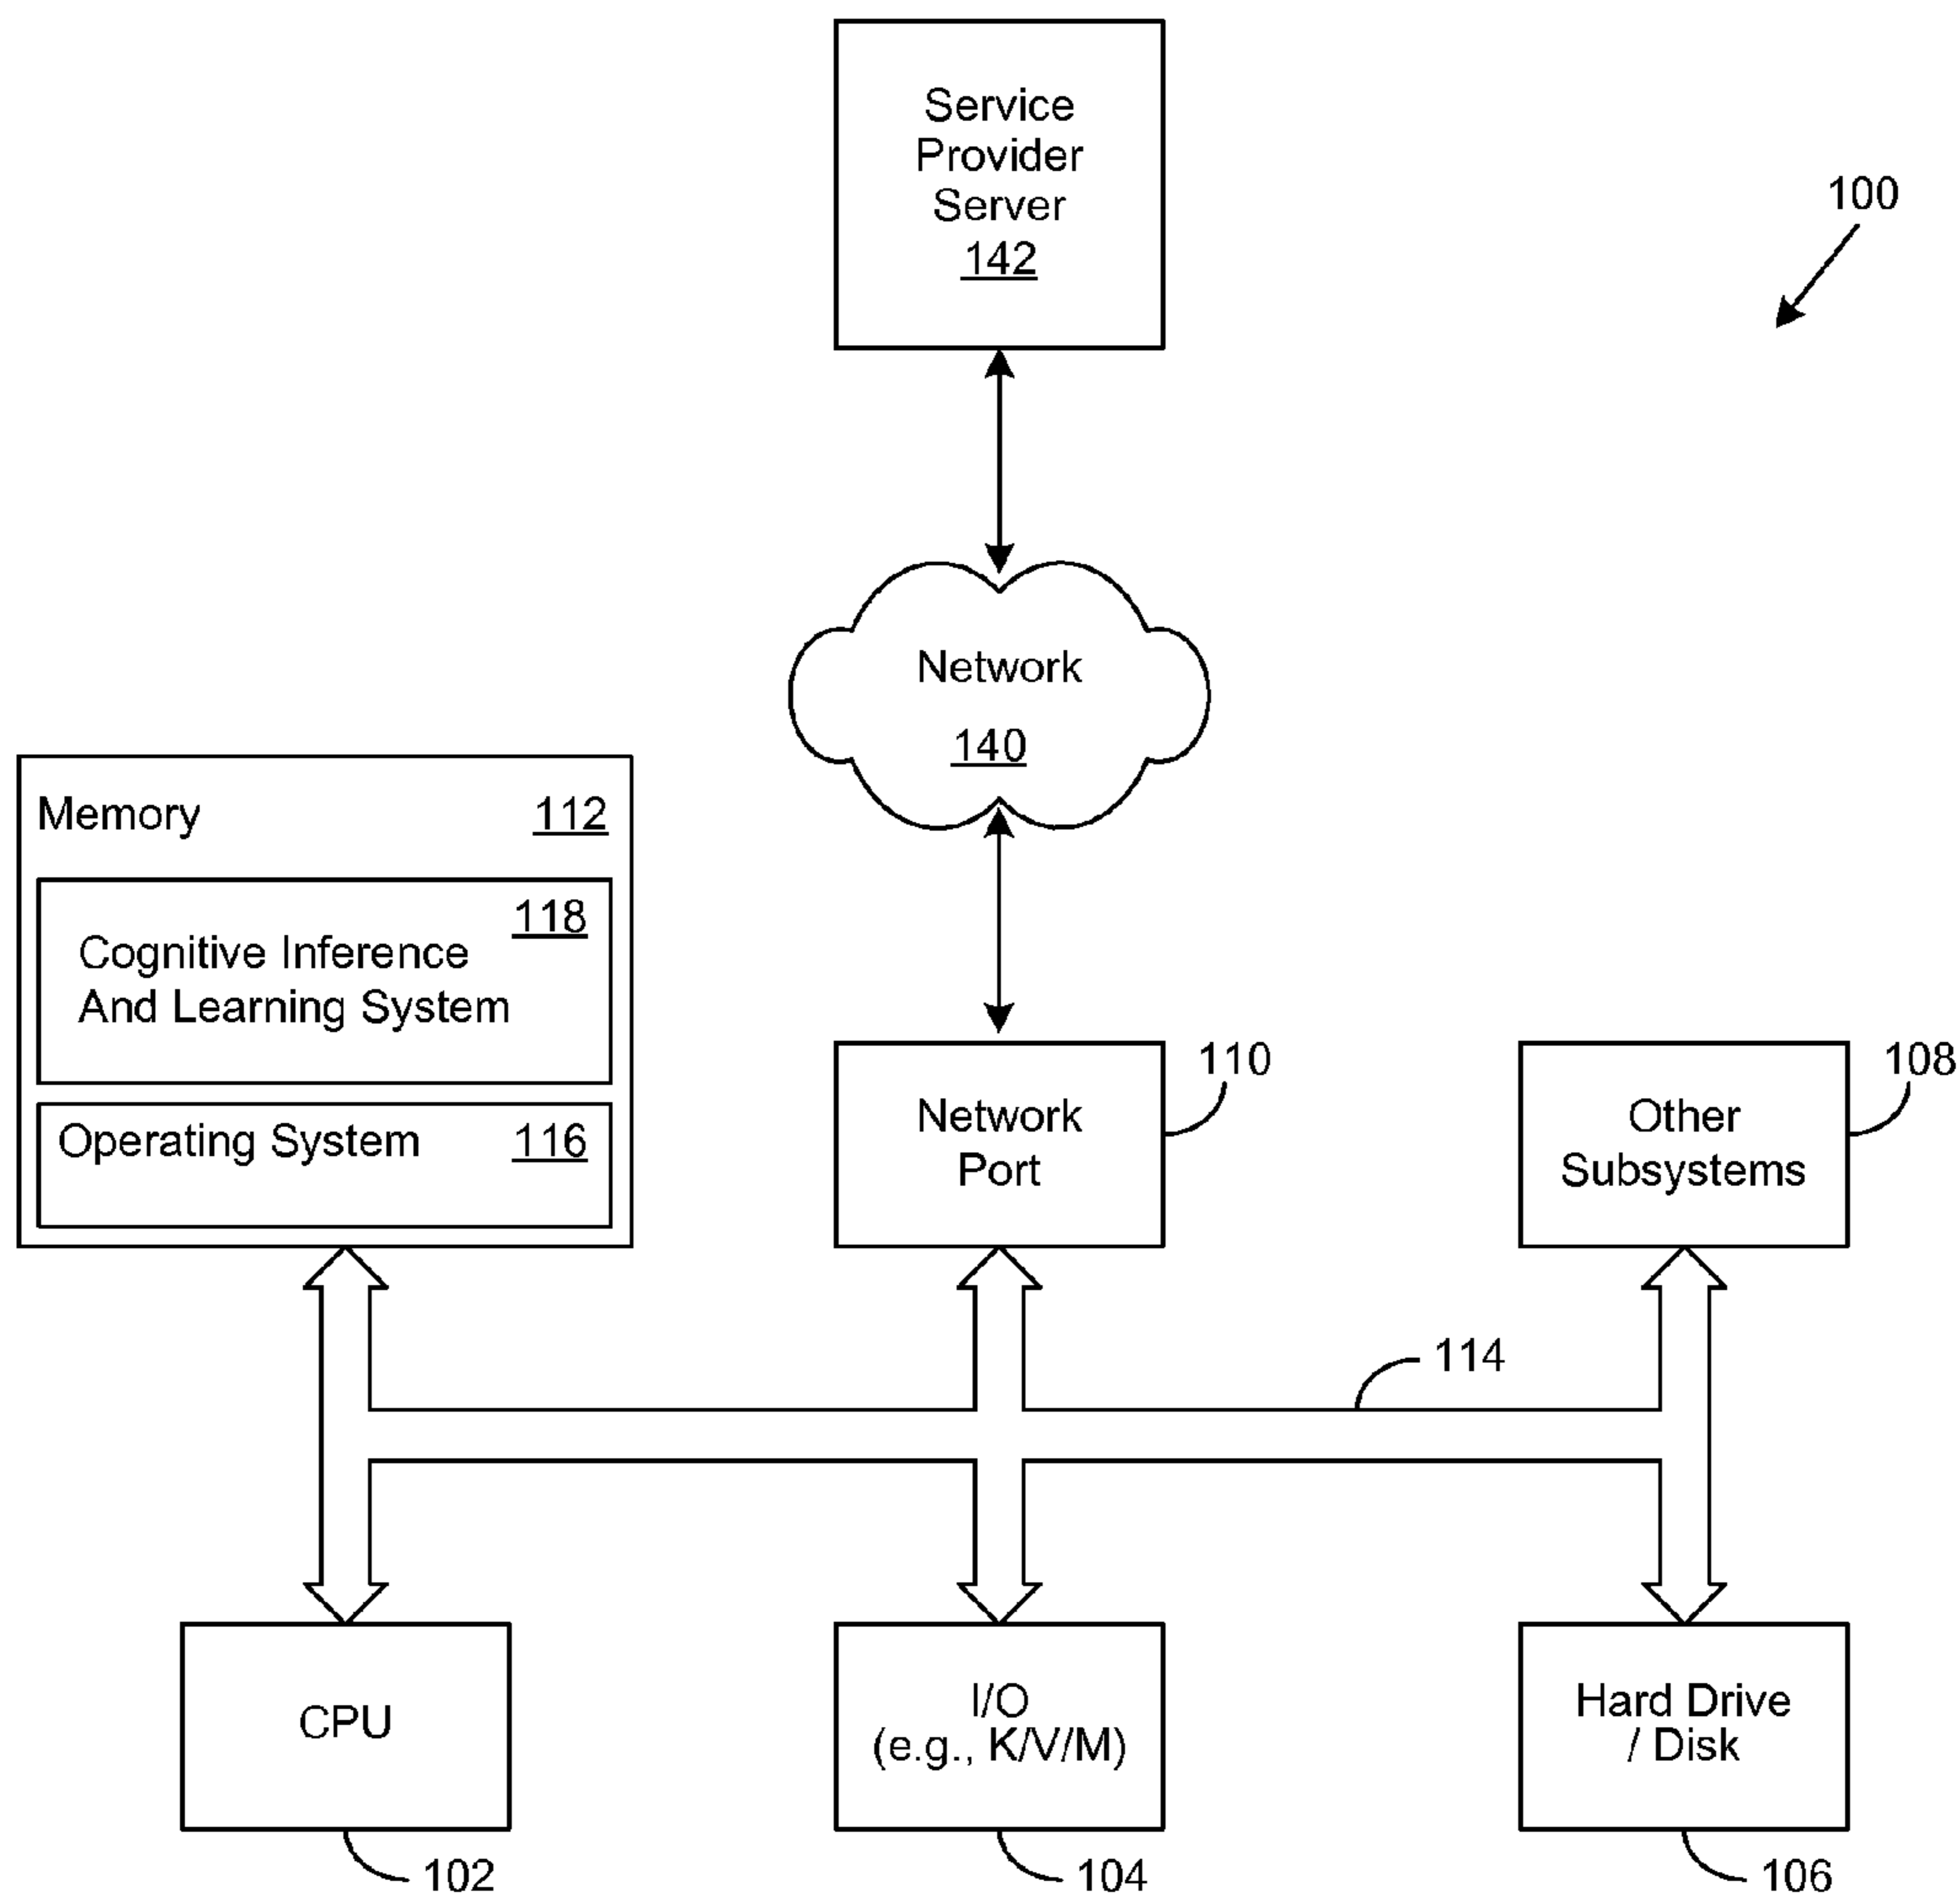 Service
Provider
Server
142
100
Network
140
Memory 112
118
Cognitive Inference
And Learning System
Operating System 116
Network
Port
110
Other
Subsystems
108
114
CPU
102
I/O
(e.g., K/V/M)
104
Hard Drive
/ Disk
106